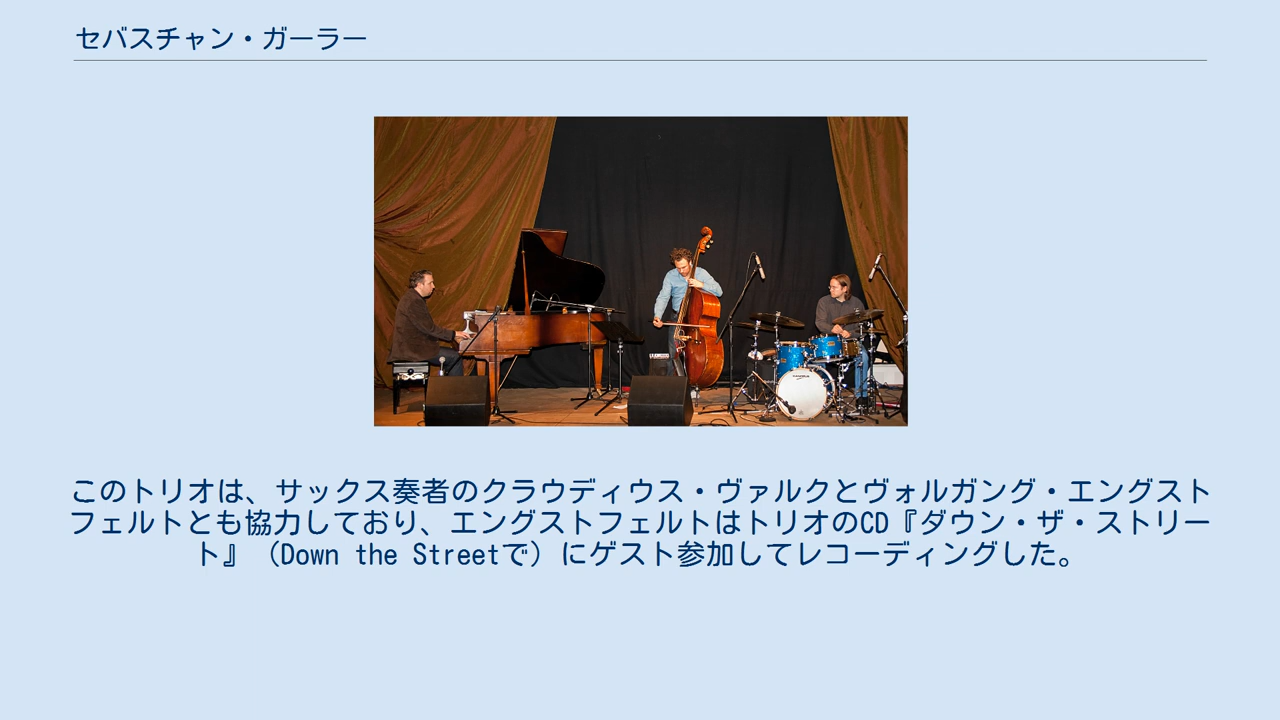 セバスチャン・ガーラー
このトリオは、サックス奏者のクラウディウス・ヴァルクとヴォルガング・エングスト
フェルトとも協力しており、エングストフェルトはトリオのCD『ダウン・ザ・ストリー
ト』（Down the Streetで）にゲスト参加してレコーディングした。